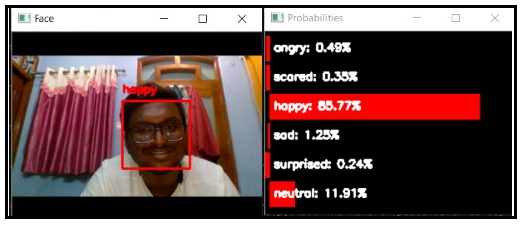 Face
Probabilities
happy
angry: 0.49%
scared: 0.35%
happy: 85.77%
sad: 1.25%
surprised: 0.24%
neutral: 11.91%